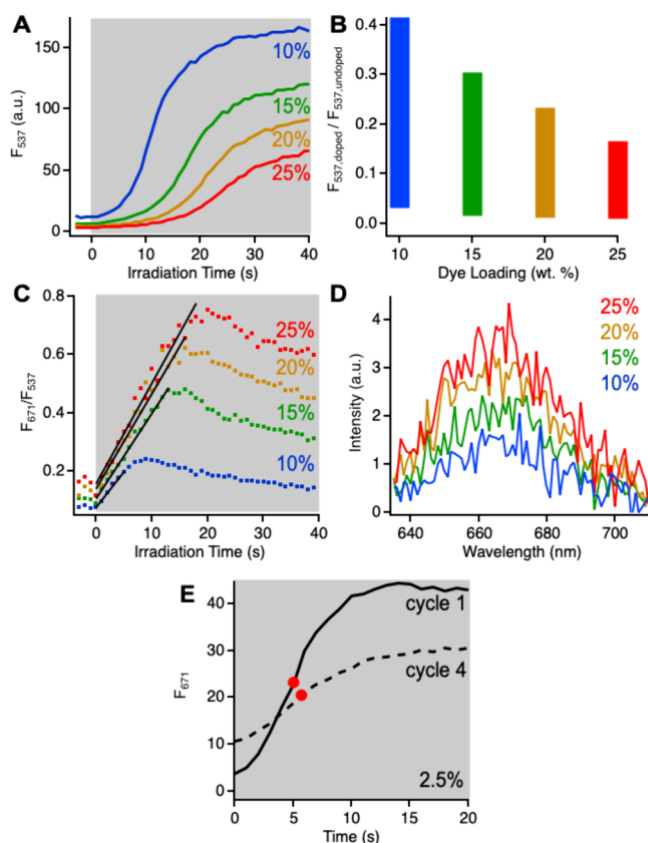 A
F537 (a.u.)
150
100
50
0
10%
15%
20%
25%
0 10 20 30 40
Irradiation Time (s)
B
F537,doped / F537,undoped
0.4
0.3
0.2
0.1
0.0
10 15 20 25
Dye Loading (wt. %)
C
F671/F537
0.8
0.6
0.4
0.2
25%
20%
15%
10%
0 10 20 30 40
Irradiation Time (s)
D
Intensity (a.u.)
4
3
2
1
0
25%
20%
15%
10%
640 660 680 700
Wavelength (nm)
E
F671
40
30
20
10
0
cycle 1
cycle 4
2.5%
0 5 10 15 20
Time (s)